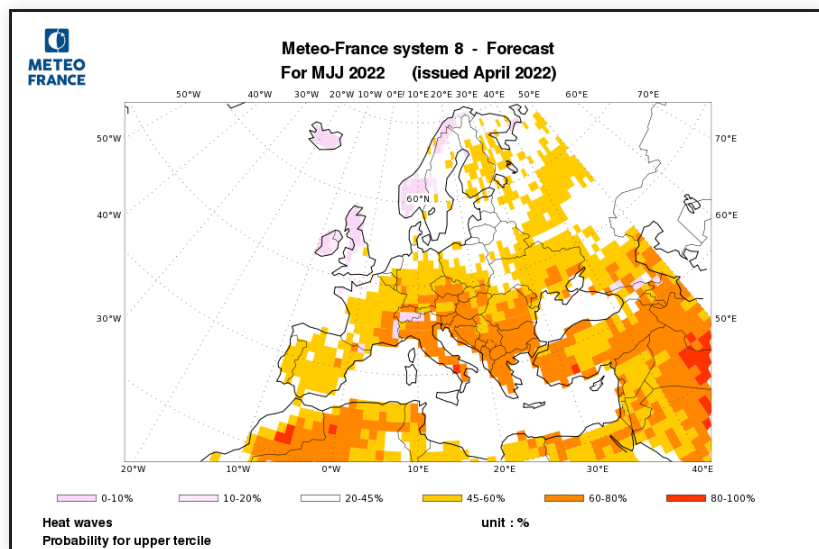 METEO
FRANCE
Meteo-France system 8 - Forecast
For MJJ 2022 (issued April 2022)
50°W 40°W 30°W 20°W 10°W 0°E 10°E 20°E 30°E 40°E 50°E 60°E 70°E
50°W 70°E
60°N
40°W 60°E
30°W 50°E
20°W 10°W 0°W 10°E 20°E 30°E 40°E
0-10% 10-20% 20-45% 45-60% 60-80% 80-100%
Heat waves unit : %
Probability for upper tercile